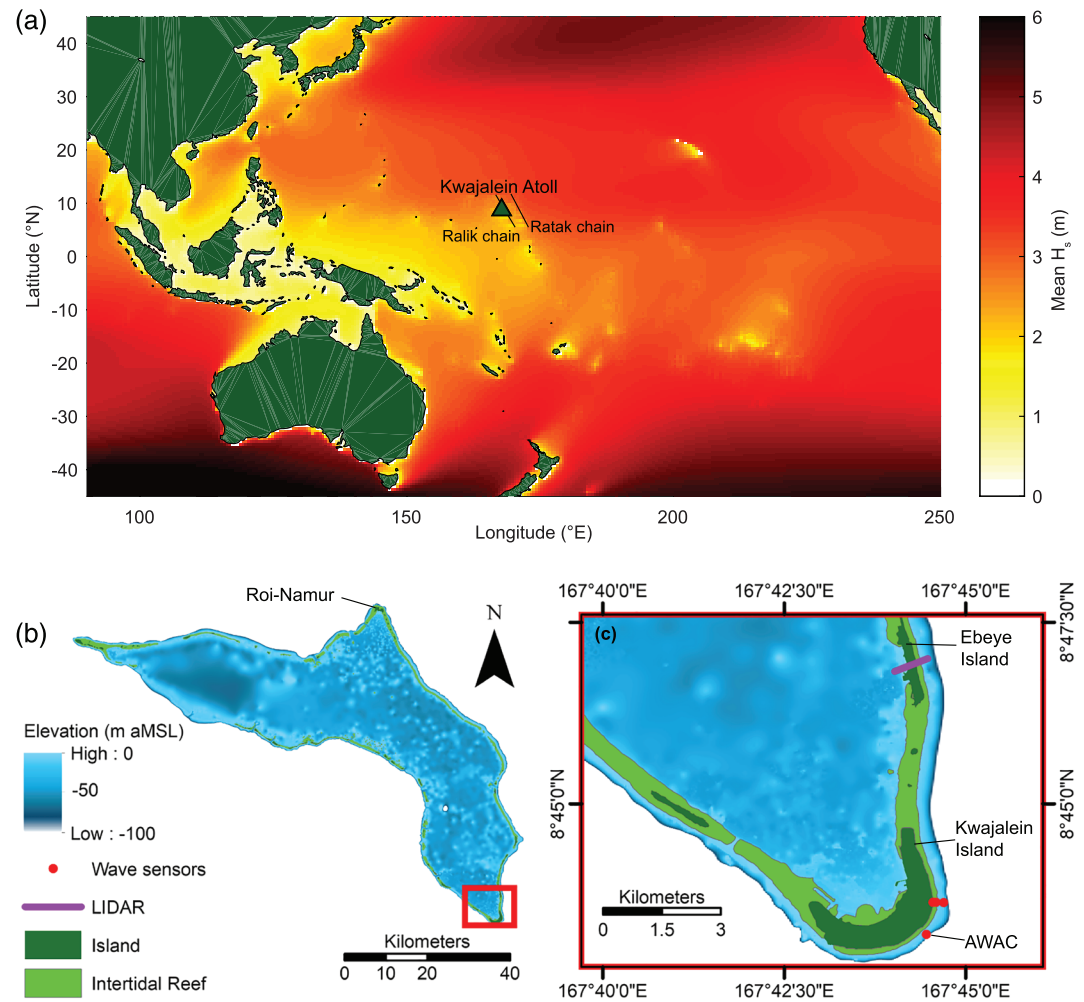 (a)
40
30
20
10
0
-10
-20
-30
-40
Latitude (°N)
100
150
200
250
Longitude (°E)
Kwajalein Atoll
Ratak chain
Ralik chain
6
5
4
3
2
1
0
Mean Hs (m)
(b)
Roi-Namur
N
Elevation (m aMSL)
High : 0
-50
Low : -100
Wave sensors
LIDAR
Island
Intertidal Reef
Kilometers
0 10 20 40
167°40'0"E 167°42'30"E 167°45'0"E
(c)
Ebeye
Island
8°47'30"N
8°45'0"N
8°45'0"N
Kwajalein
Island
Kilometers
0 1.5 3
AWAC
167°40'0"E 167°42'30"E 167°45'0"E